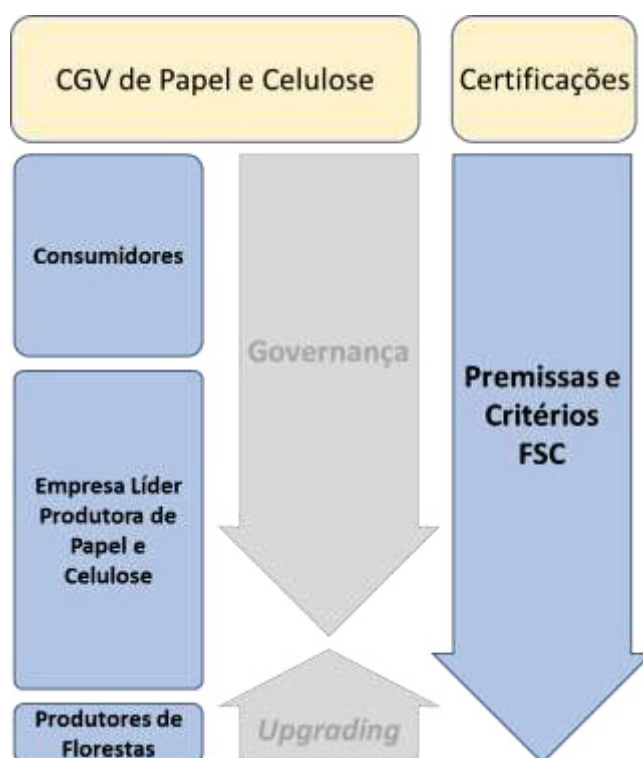 CGV de Papel e Celulose
Certificações
Consumidores
Governança
Premissas e
Critérios
FSC
Empresa Líder
Produtora de
Papel e
Celulose
Produtores de
Florestas
Upgrading